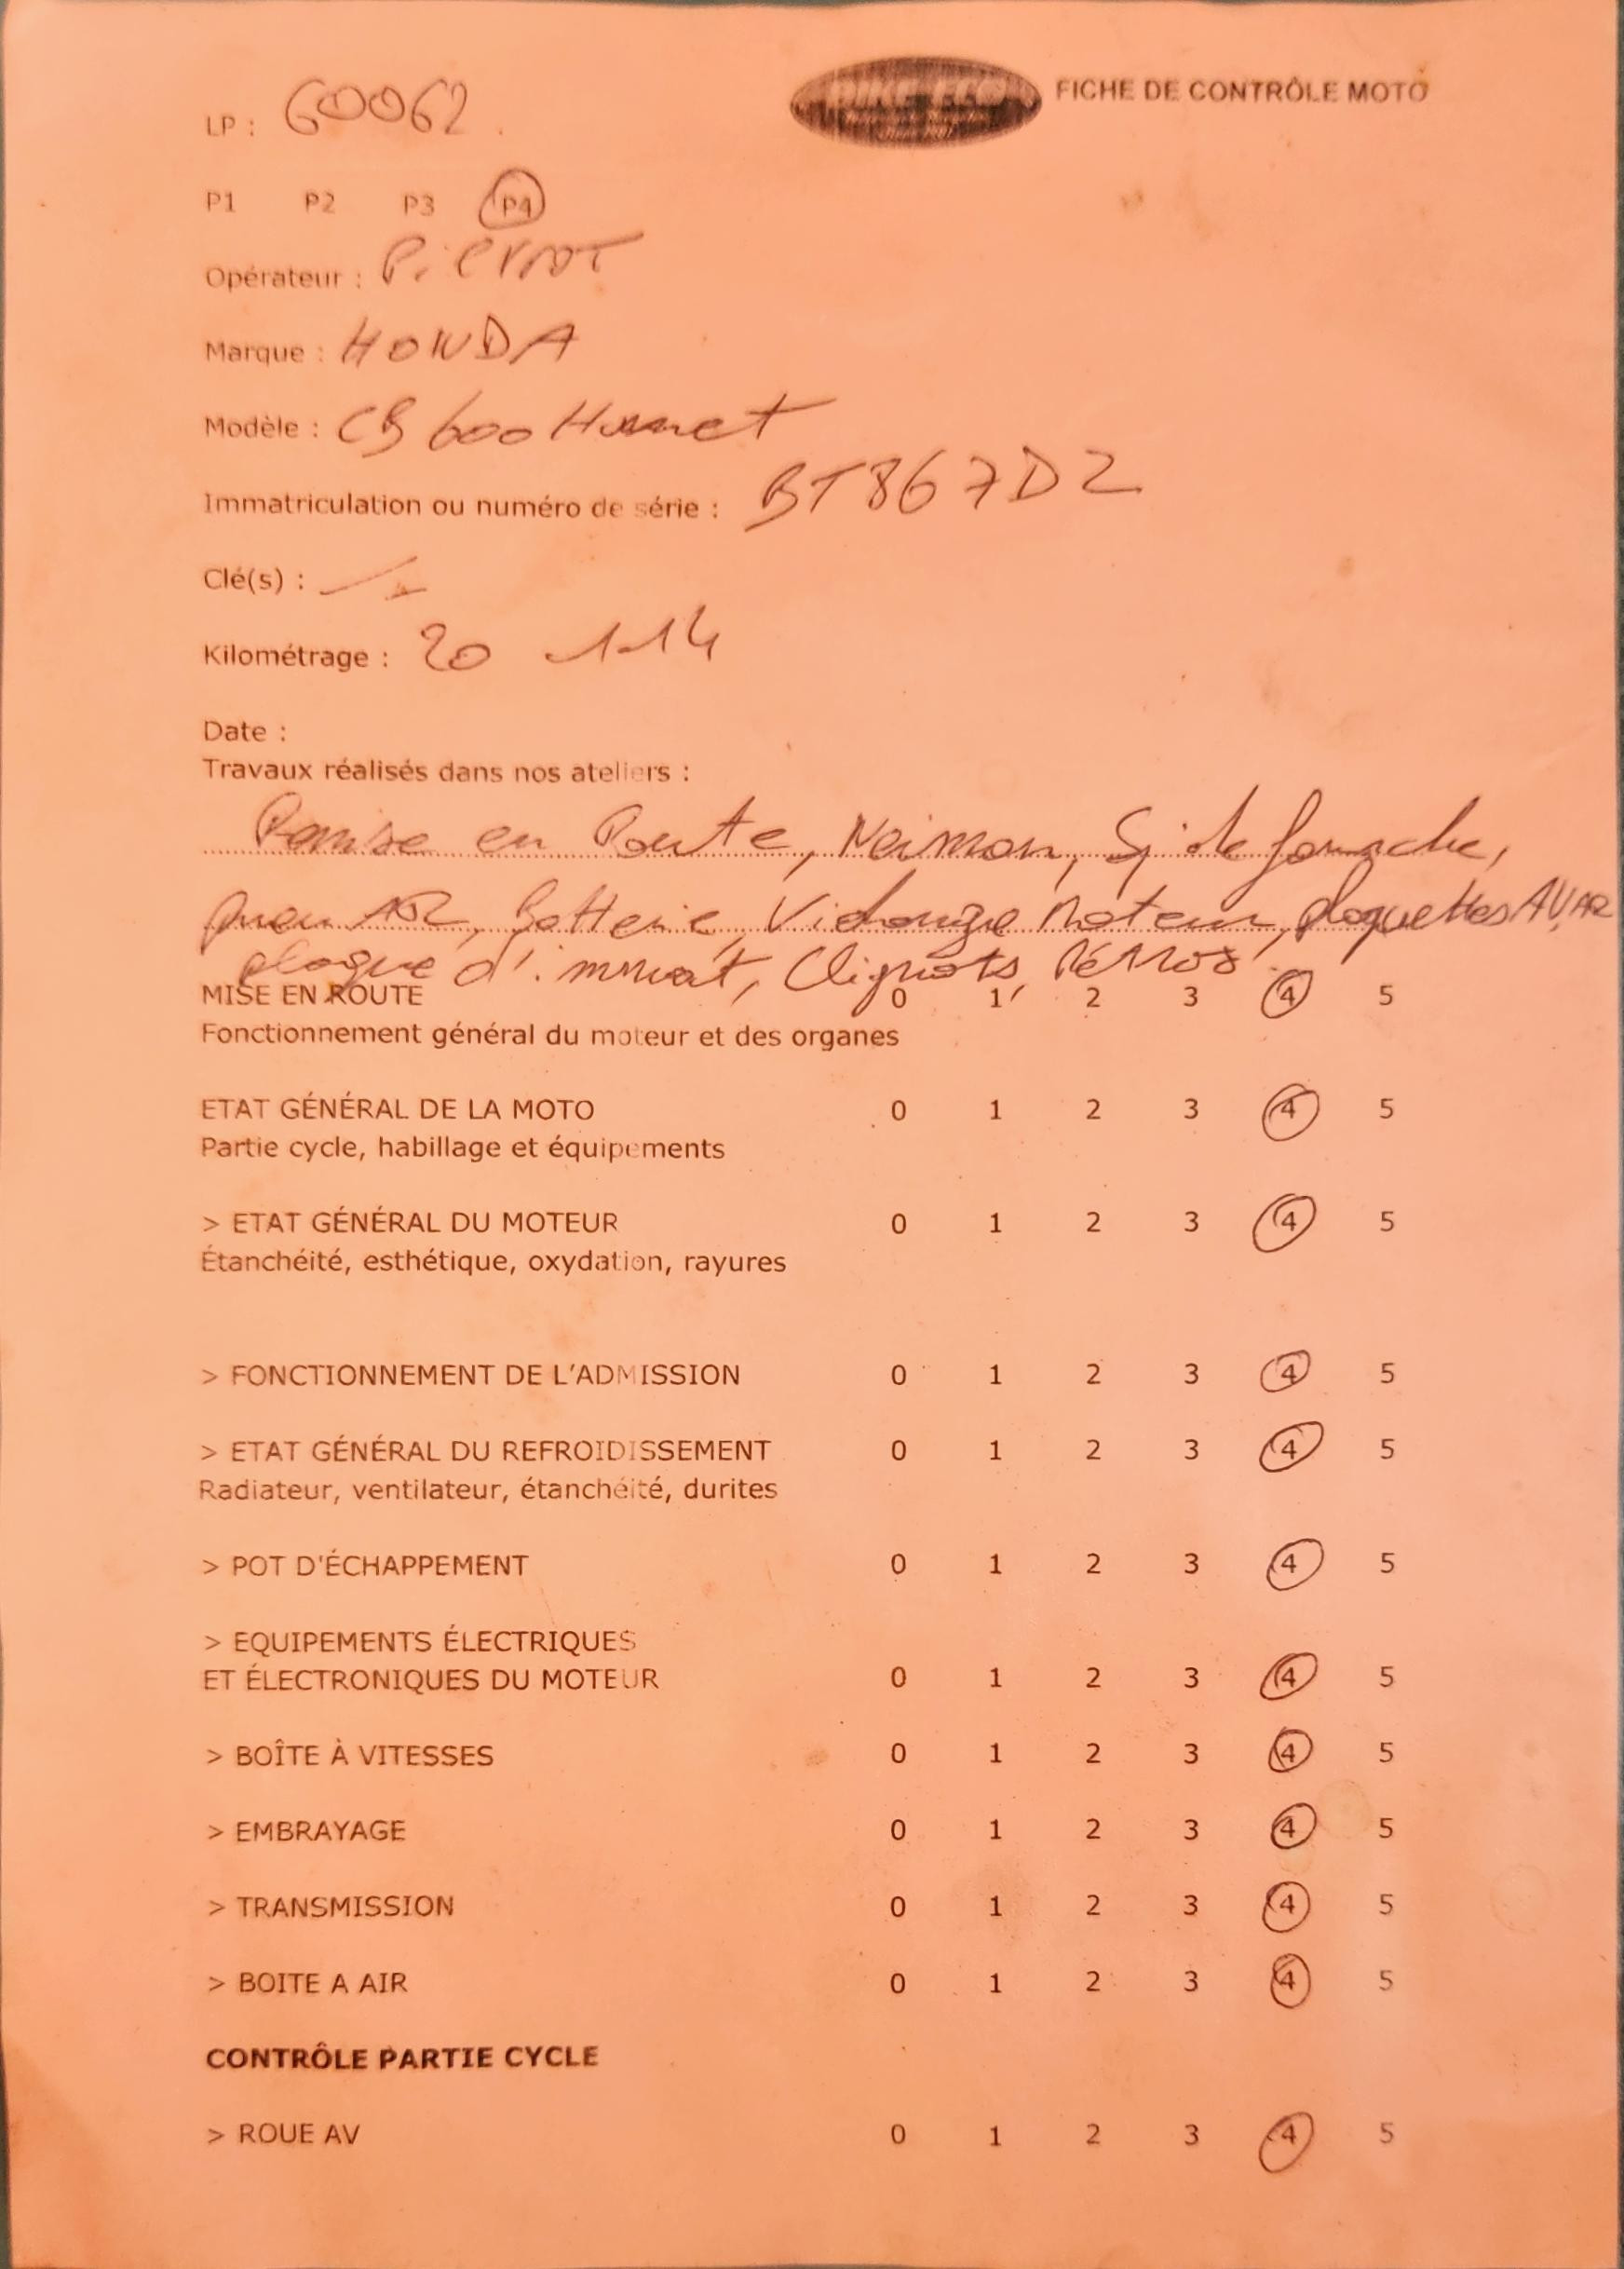 LP : 60062
BIKE ECO FICHE DE CONTRÔLE MOTO
P1 P2 P3 P4
Opérateur : Pierrot
Marque : HONDA
Modèle : CB 600 Hornet
Immatriculation ou numéro de série : BT867DZ
Clé(s) : 1
Kilométrage : 20 114
Date :
Travaux réalisés dans nos ateliers :
Remise en Route, Neiman, Spi de fourche,
pneu AR, Batterie, Vidange Moteur, plaquettes AV, AR
plaque d'immat, Clignots, Rétros.
MISE EN ROUTE 0 1 2 3 4 5
Fonctionnement général du moteur et des organes
ETAT GÉNÉRAL DE LA MOTO 0 1 2 3 4 5
Partie cycle, habillage et équipements
> ETAT GÉNÉRAL DU MOTEUR 0 1 2 3 4 5
Étanchéité, esthétique, oxydation, rayures
> FONCTIONNEMENT DE L'ADMISSION 0 1 2 3 4 5
> ETAT GÉNÉRAL DU REFROIDISSEMENT 0 1 2 3 4 5
Radiateur, ventilateur, étanchéité, durites
> POT D'ÉCHAPPEMENT 0 1 2 3 4 5
> EQUIPEMENTS ÉLECTRIQUES
ET ÉLECTRONIQUES DU MOTEUR 0 1 2 3 4 5
> BOÎTE À VITESSES 0 1 2 3 4 5
> EMBRAYAGE 0 1 2 3 4 5
> TRANSMISSION 0 1 2 3 4 5
> BOITE A AIR 0 1 2 3 4 5
CONTRÔLE PARTIE CYCLE
> ROUE AV 0 1 2 3 4 5